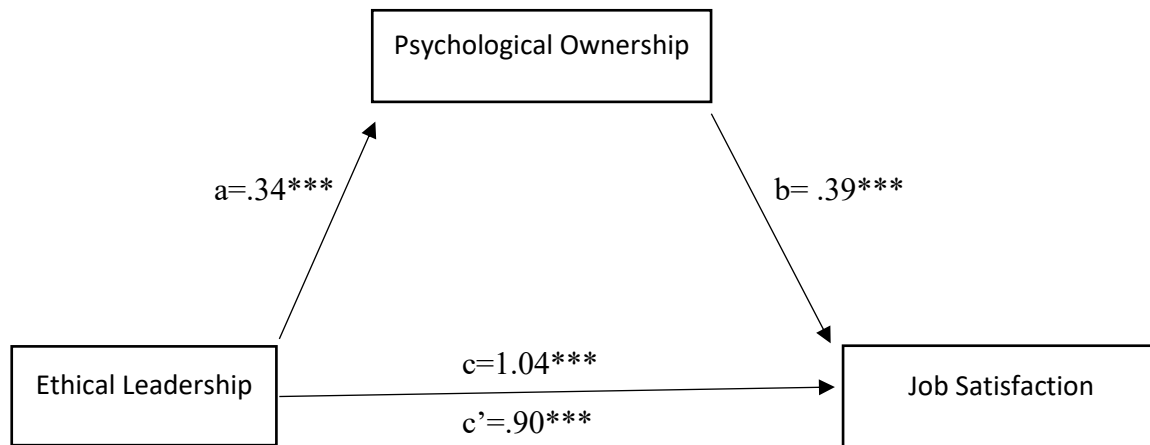 Psychological Ownership
a=.34***
b= .39***
c=1.04***
Ethical Leadership
Job Satisfaction
c’=.90***